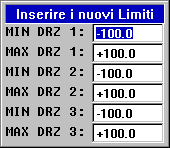 Inserire i nuovi Limiti
MIN DRZ 1: -100.0
MAX DRZ 1: +100.0
MIN DRZ 2: -100.0
MAX DRZ 2: +100.0
MIN DRZ 3: -100.0
MAX DRZ 3: +100.0